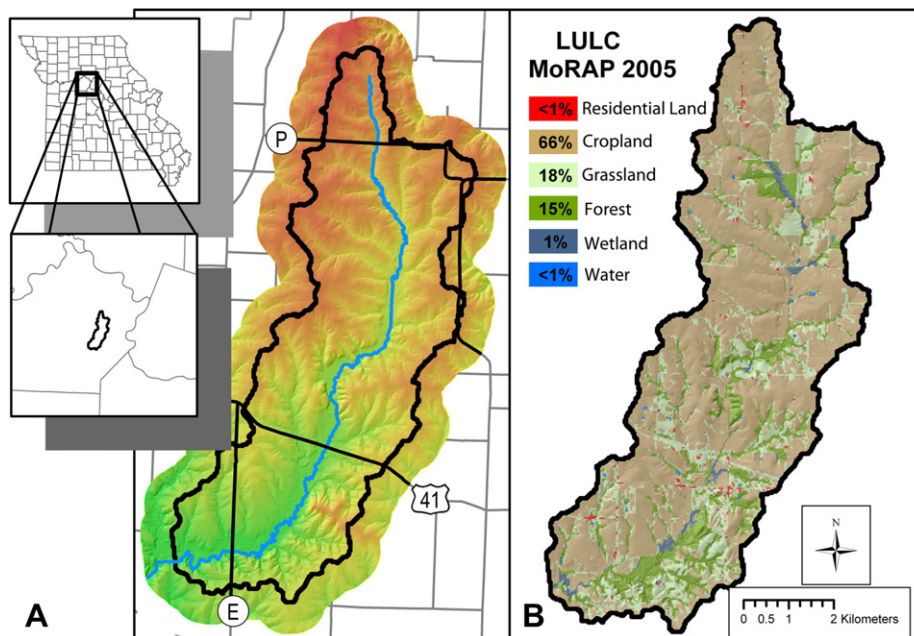 P
41
E
A
LULC
MoRAP 2005
<1% Residential Land
66% Cropland
18% Grassland
15% Forest
1% Wetland
<1% Water
N
0 0.5 1 2 Kilometers
B